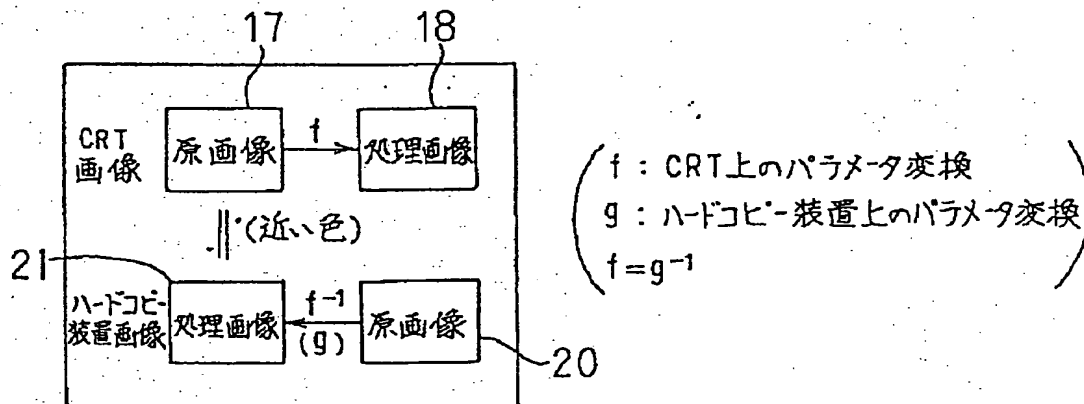 17 18
CRT
画像
原画像 f 処理画像
≒(近い色)
21
ハードコピー
装置画像
処理画像 f⁻¹
(g)
原画像
20
f : CRT上のパラメータ変換
g : ハードコピー装置上のパラメータ変換
f=g⁻¹